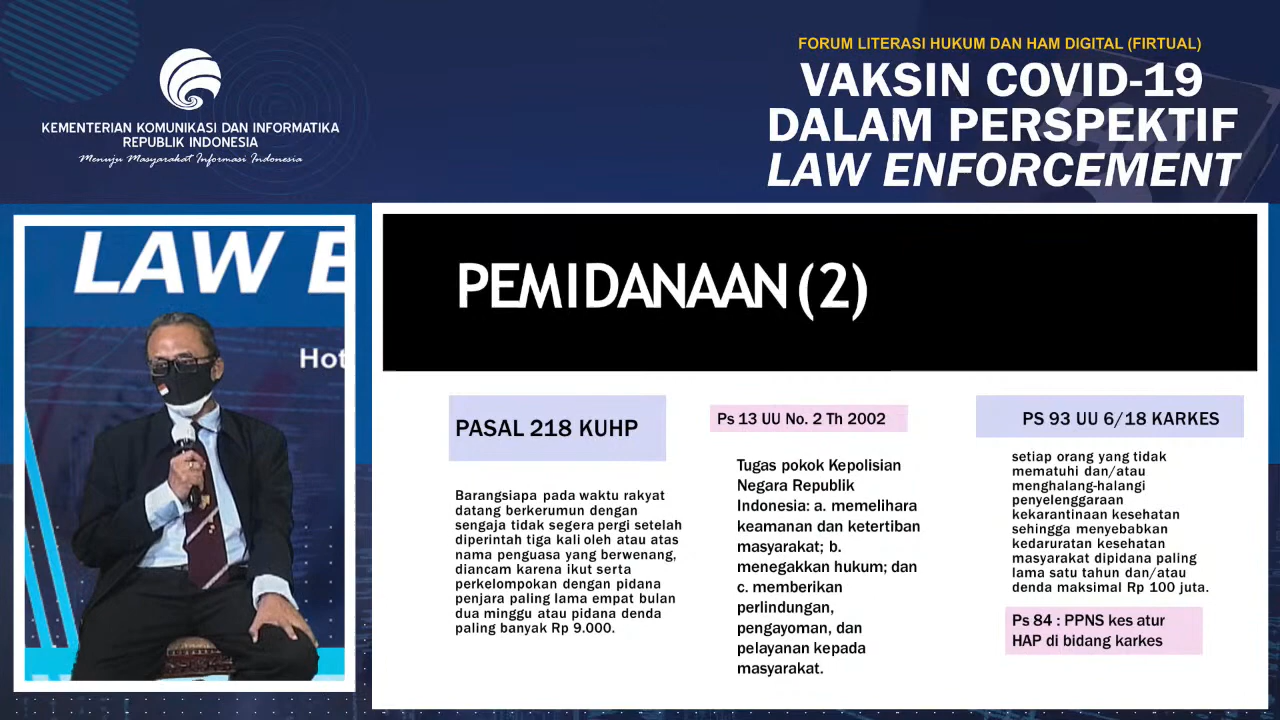 KEMENTERIAN KOMUNIKASI DAN INFORMATIKA
REPUBLIK INDONESIA
Menuju Masyarakat Informasi Indonesia
FORUM LITERASI HUKUM DAN HAM DIGITAL (FIRTUAL)
VAKSIN COVID-19
DALAM PERSPEKTIF
LAW ENFORCEMENT
LAW E
Hot
PEMIDANAAN (2)
PASAL 218 KUHP
Barangsiapa pada waktu rakyat
datang berkerumun dengan
sengaja tidak segera pergi setelah
diperintah tiga kali oleh atau atas
nama penguasa yang berwenang,
diancam karena ikut serta
perkelompokan dengan pidana
penjara paling lama empat bulan
dua minggu atau pidana denda
paling banyak Rp 9.000.
Ps 13 UU No. 2 Th 2002
Tugas pokok Kepolisian
Negara Republik
Indonesia: a. memelihara
keamanan dan ketertiban
masyarakat; b.
menegakkan hukum; dan
c. memberikan
perlindungan,
pengayoman, dan
pelayanan kepada
masyarakat.
PS 93 UU 6/18 KARKES
setiap orang yang tidak
mematuhi dan/atau
menghalang-halangi
penyelenggaraan
kekarantinaan kesehatan
sehingga menyebabkan
kedaruratan kesehatan
masyarakat dipidana paling
lama satu tahun dan/atau
denda maksimal Rp 100 juta.
Ps 84 : PPNS kes atur
HAP di bidang karkes